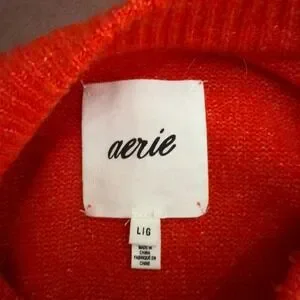 aerie
L/G
MADE IN
CHINA
FABRIQUÉ EN
CHINE